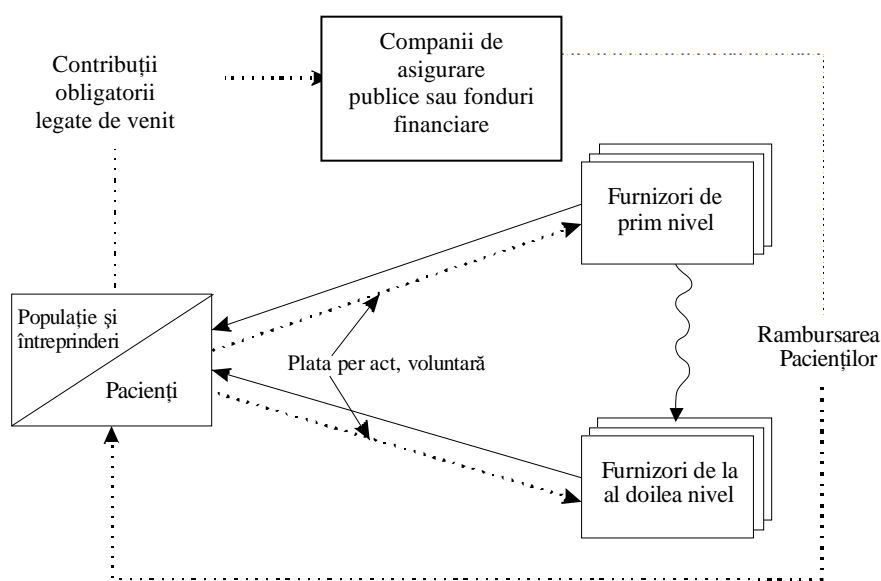 Contribuții
obligatorii
legate de venit
Companii de
asigurare
publice sau fonduri
financiare
Furnizori de
prim nivel
Populație şi
întreprinderi
Pacienți
Plata per act, voluntară
Rambursarea
Pacienților
Furnizori de la
al doilea nivel